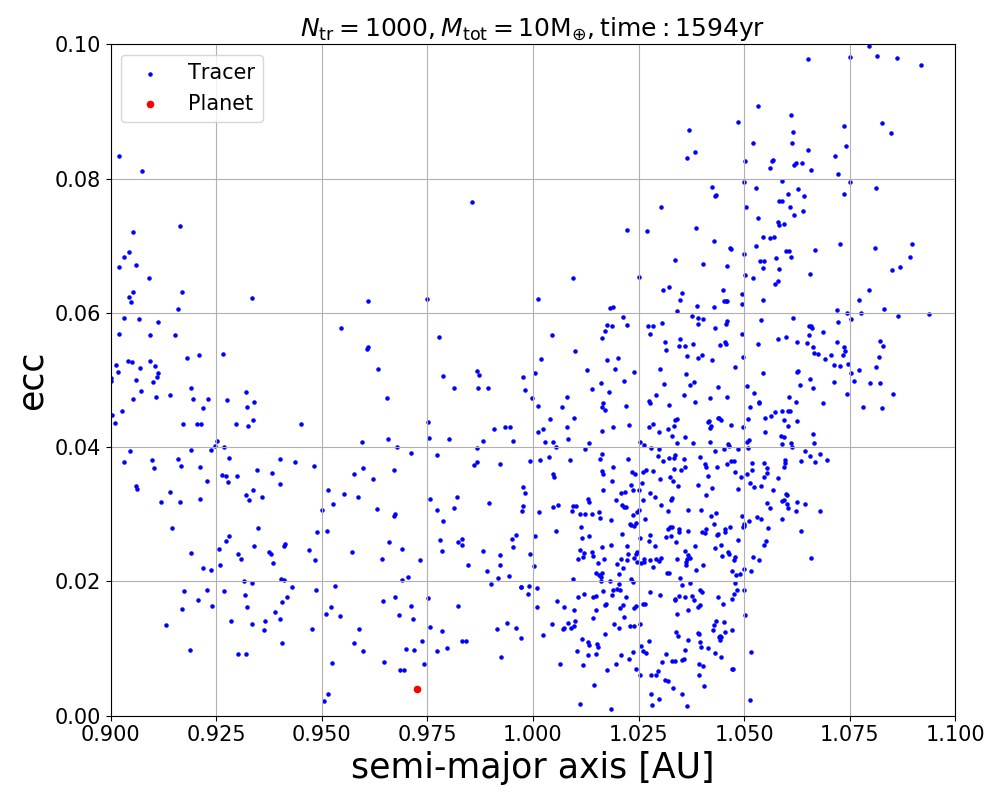 N_tr = 1000, M_tot = 10M_⊕, time : 1594yr
Tracer
Planet
ecc
0.10
0.08
0.06
0.04
0.02
0.00
0.900 0.925 0.950 0.975 1.000 1.025 1.050 1.075 1.100
semi-major axis [AU]